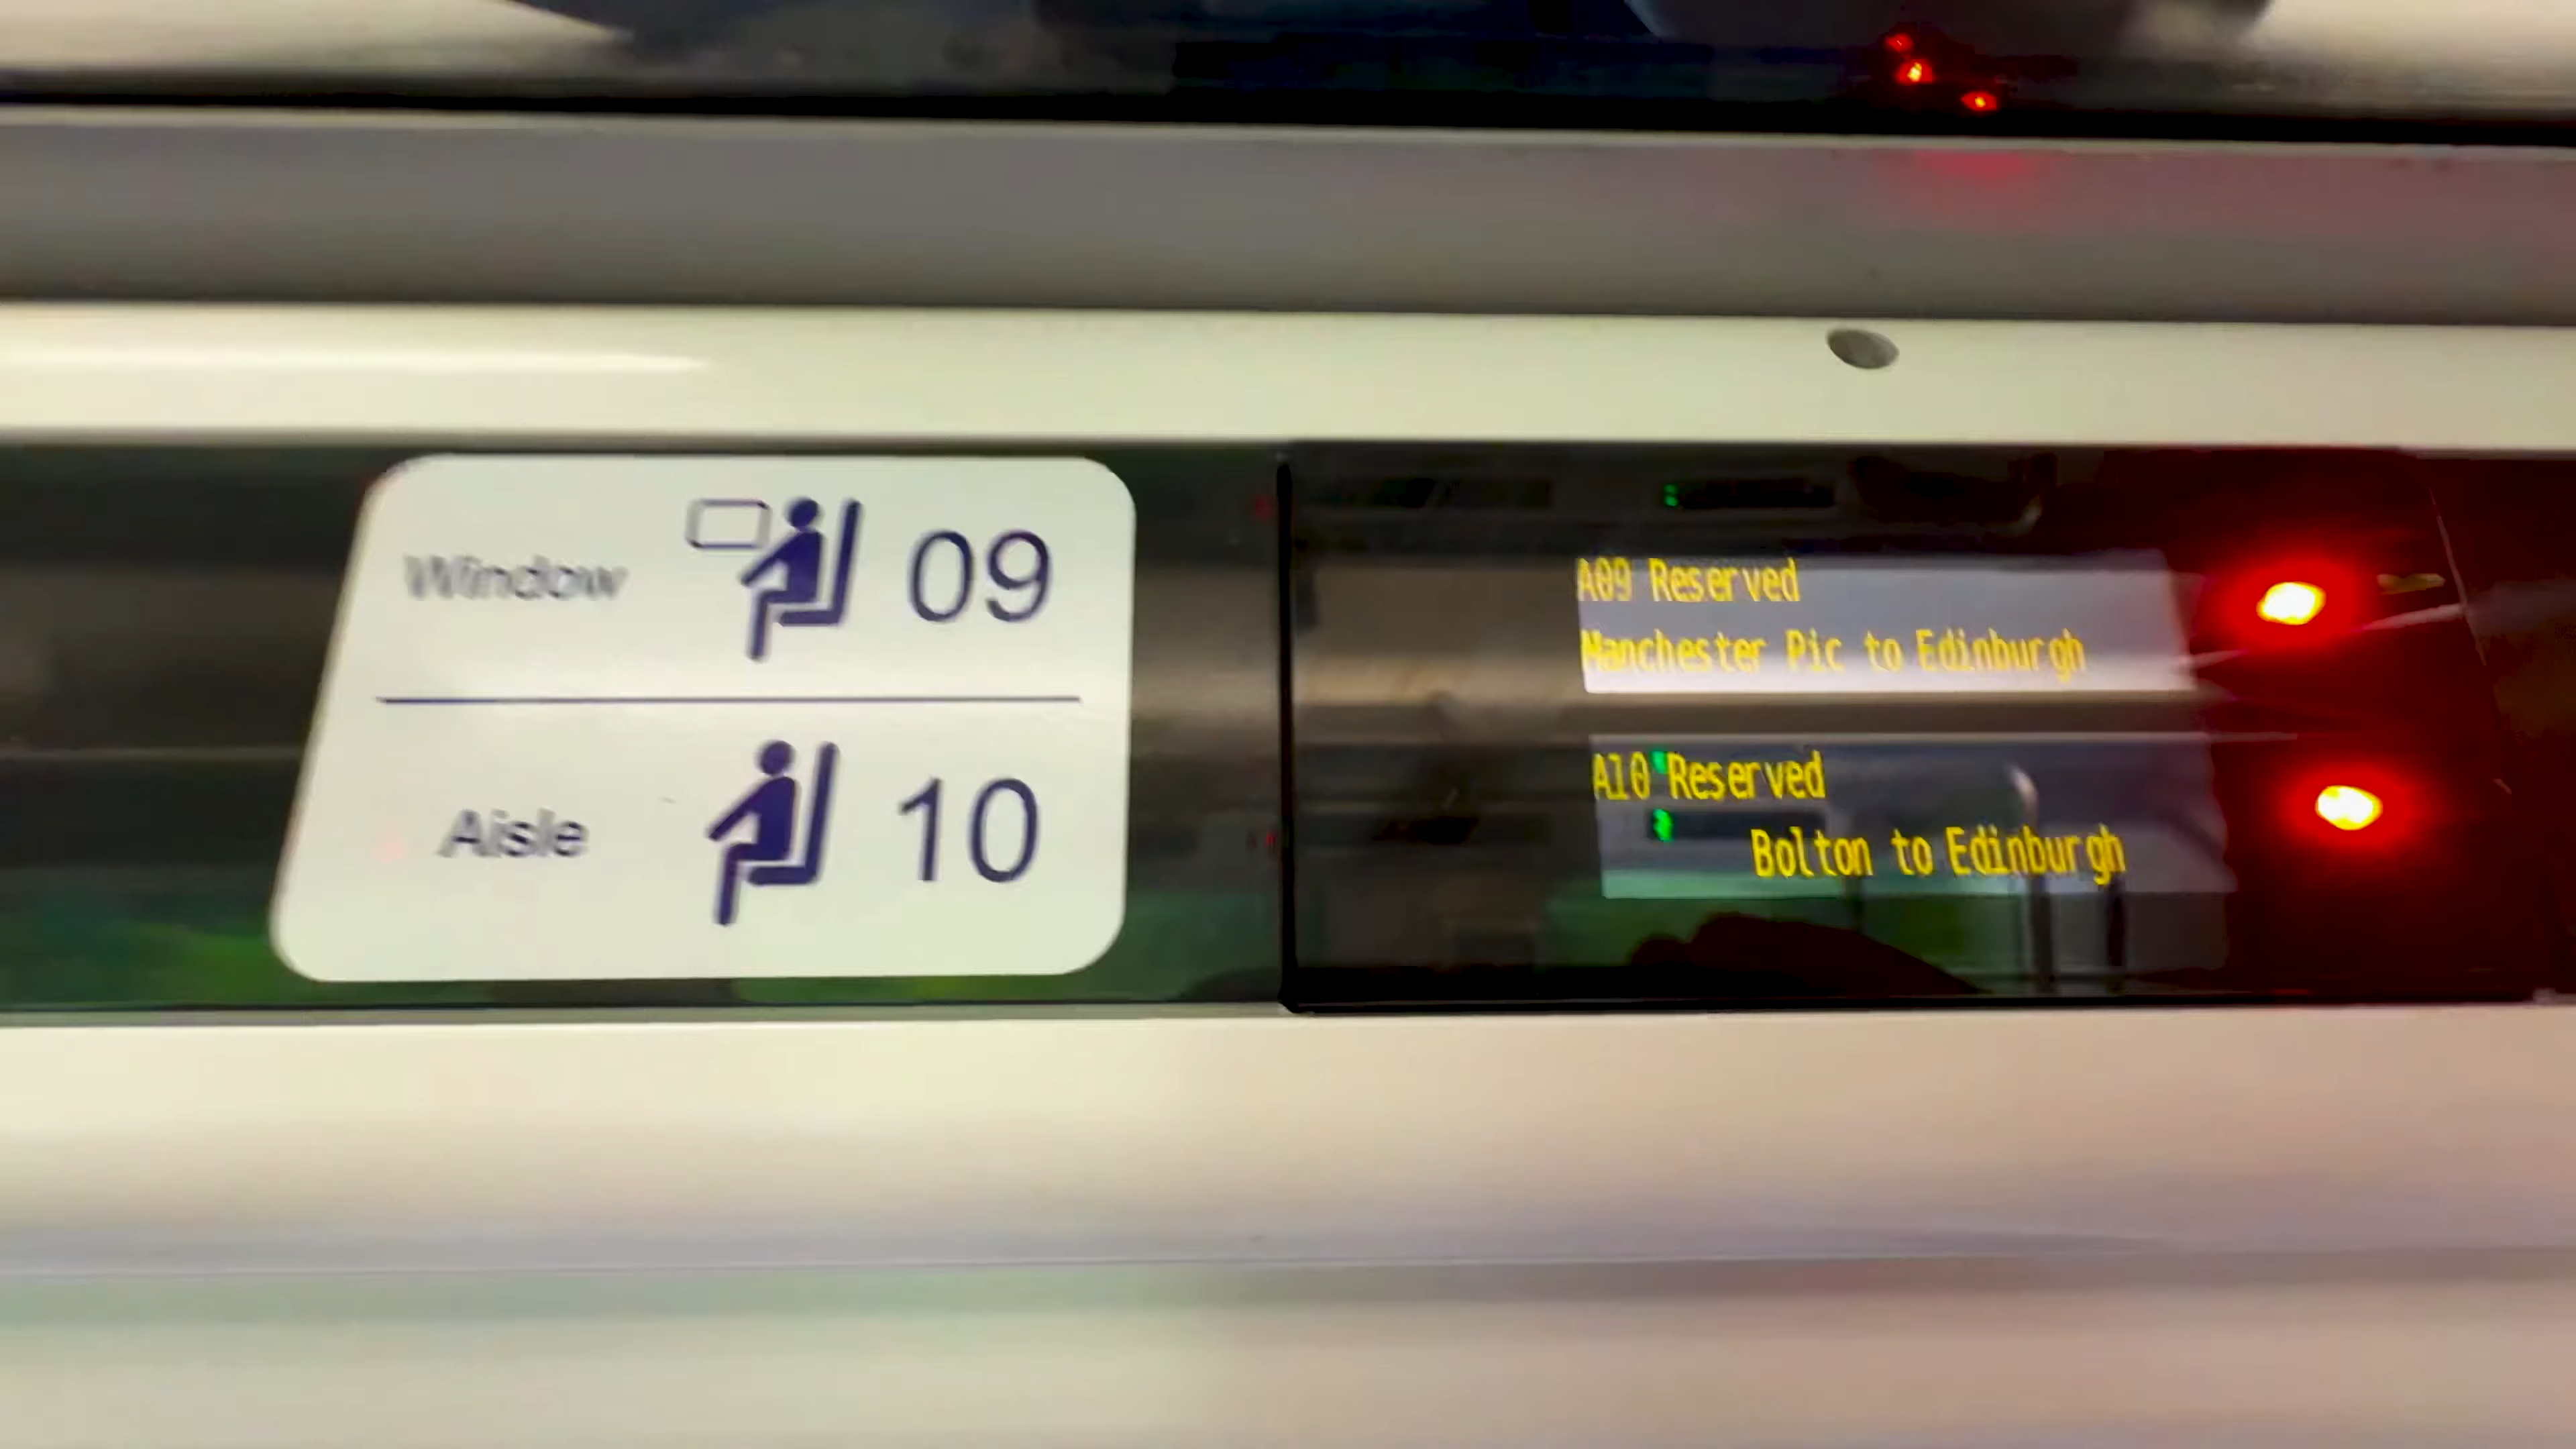 Window 09
Aisle 10
A09 Reserved
Manchester Pic to Edinburgh
A10 Reserved
Bolton to Edinburgh